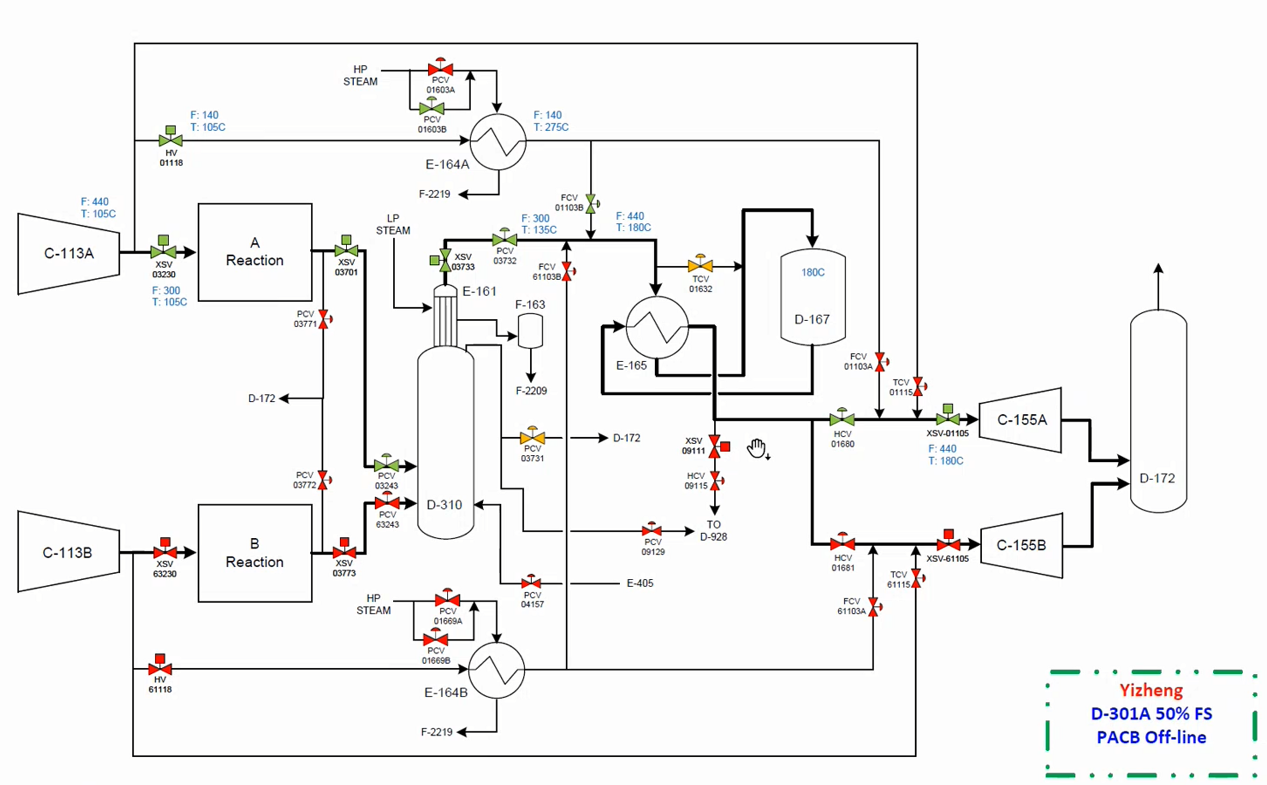 HP
STEAM
PCV
01603A
PCV
01603B
F: 140
T: 105C
F: 140
T: 275C
HV
01118
E-164A
F-2219
FCV
01103B
F: 440
T: 105C
C-113A
XSV
03230
F: 300
T: 105C
A
Reaction
XSV
03701
LP
STEAM
XSV
03733
PCV
03732
F: 300
T: 135C
F: 440
T: 180C
FCV
61103B
TCV
01632
180C
D-167
E-161
F-163
F-2209
E-165
PCV
03771
D-172
PCV
03772
FCV
01103A
TCV
01115
HCV
01680
XSV-01105
F: 440
T: 180C
C-155A
D-172
PCV
03731
D-172
XSV
09111
HCV
09115
TO
D-928
PCV
03243
PCV
63243
D-310
PCV
09129
C-113B
XSV
63230
B
Reaction
XSV
03773
PCV
04157
E-405
HCV
01681
XSV-61105
C-155B
TCV
61115
FCV
61103A
HP
STEAM
PCV
01669A
PCV
01669B
HV
61118
E-164B
F-2219
Yizheng
D-301A 50% FS
PACB Off-line